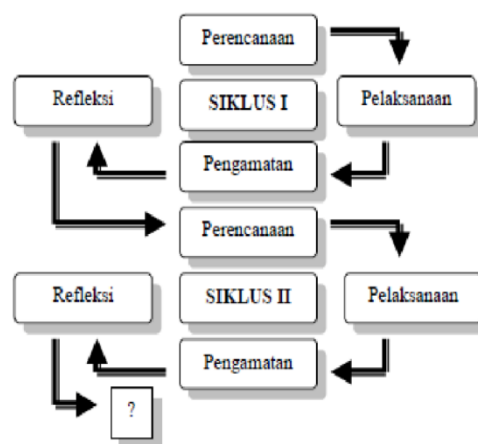 Perencanaan
Refleksi
SIKLUS I
Pelaksanaan
Pengamatan
Perencanaan
Refleksi
SIKLUS II
Pelaksanaan
Pengamatan
?